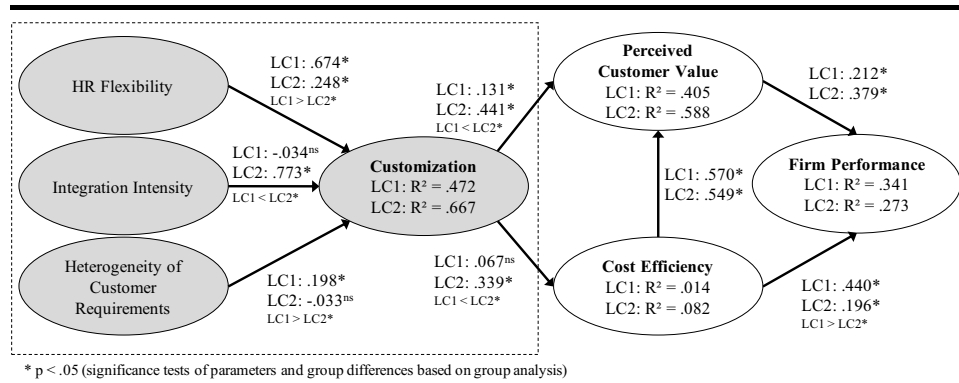 HR Flexibility
LC1: .674*
LC2: .248*
LC1 > LC2*
Integration Intensity
LC1: -.034ns
LC2: .773*
LC1 < LC2*
Heterogeneity of
Customer
Requirements
LC1: .198*
LC2: -.033ns
LC1 > LC2*
Customization
LC1: R² = .472
LC2: R² = .667
LC1: .131*
LC2: .441*
LC1 < LC2*
LC1: .067ns
LC2: .339*
LC1 < LC2*
Perceived
Customer Value
LC1: R² = .405
LC2: R² = .588
LC1: .570*
LC2: .549*
Cost Efficiency
LC1: R² = .014
LC2: R² = .082
LC1: .212*
LC2: .379*
Firm Performance
LC1: R² = .341
LC2: R² = .273
LC1: .440*
LC2: .196*
LC1 > LC2*
* p < .05 (significance tests of parameters and group differences based on group analysis)